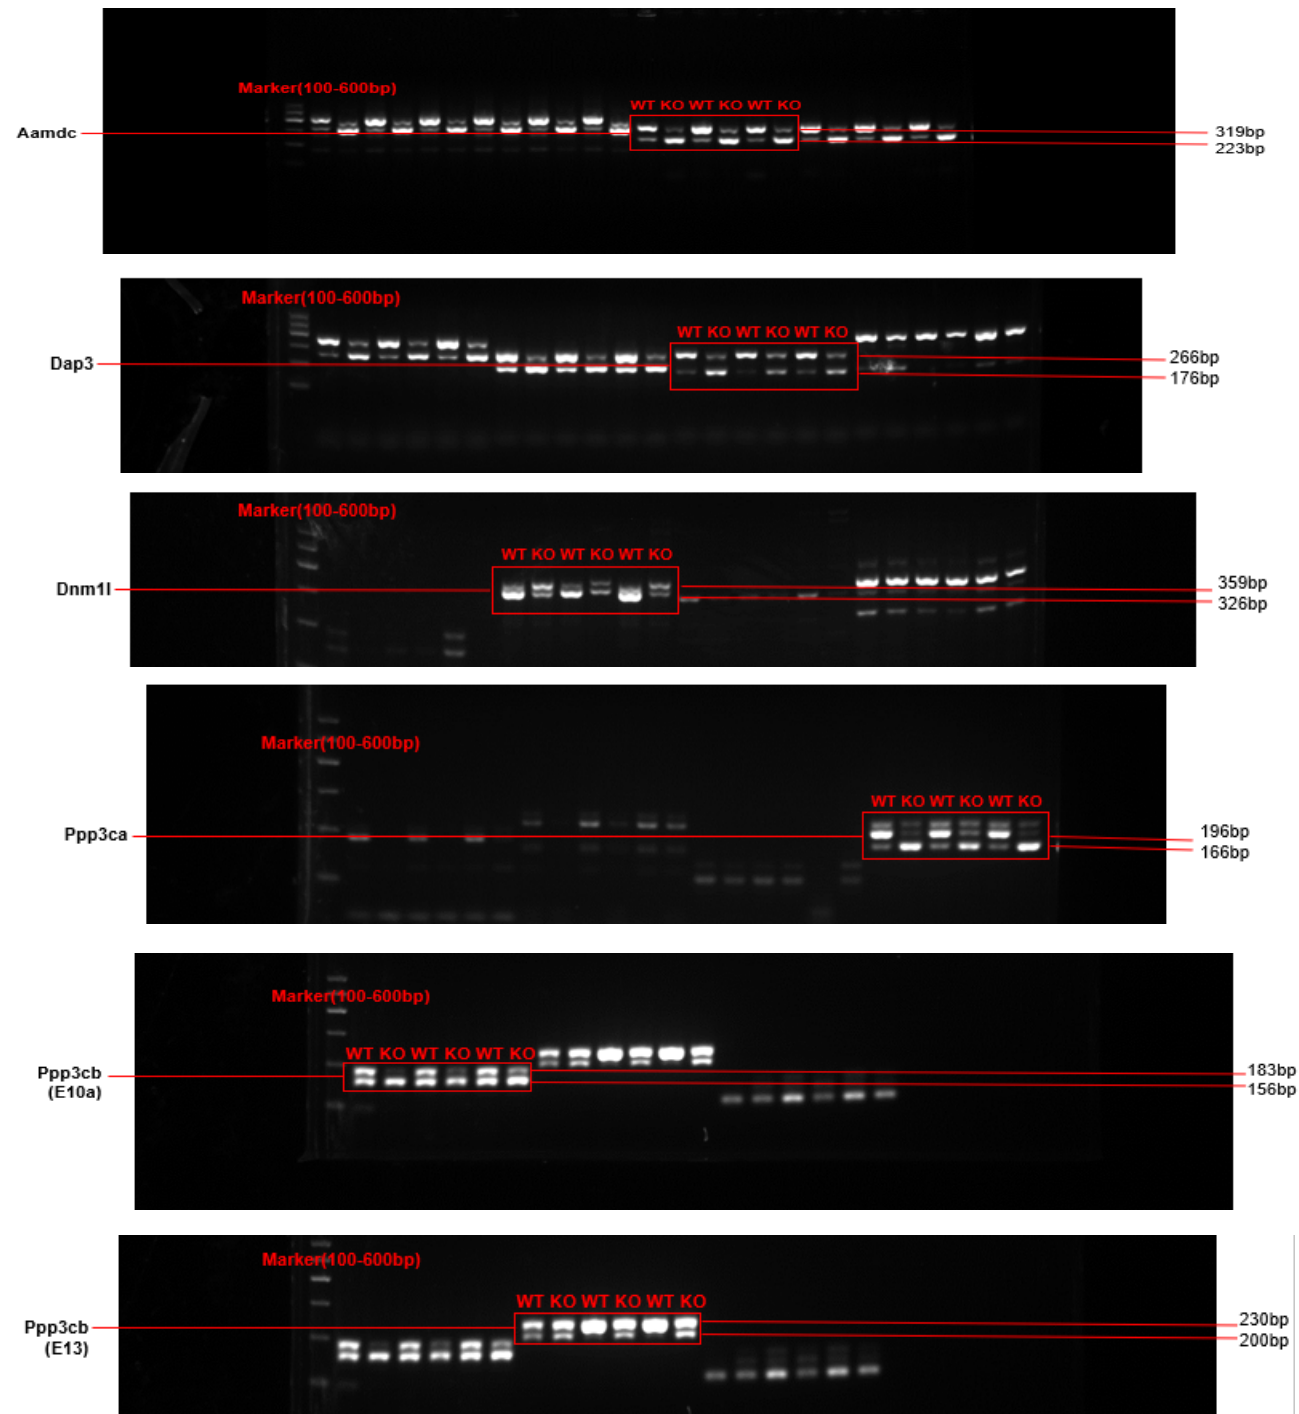 Marker(100-600bp)
WT KO WT KO WT KO
Aamdc
319bp
223bp
Marker(100-600bp)
WT KO WT KO WT KO
Dap3
266bp
176bp
Marker(100-600bp)
WT KO WT KO WT KO
Dnm1l
359bp
326bp
Marker(100-600bp)
WT KO WT KO WT KO
Ppp3ca
196bp
166bp
Marker(100-600bp)
WT KO WT KO WT KO
Ppp3cb
(E10a)
183bp
156bp
Marker(100-600bp)
WT KO WT KO WT KO
Ppp3cb
(E13)
230bp
200bp